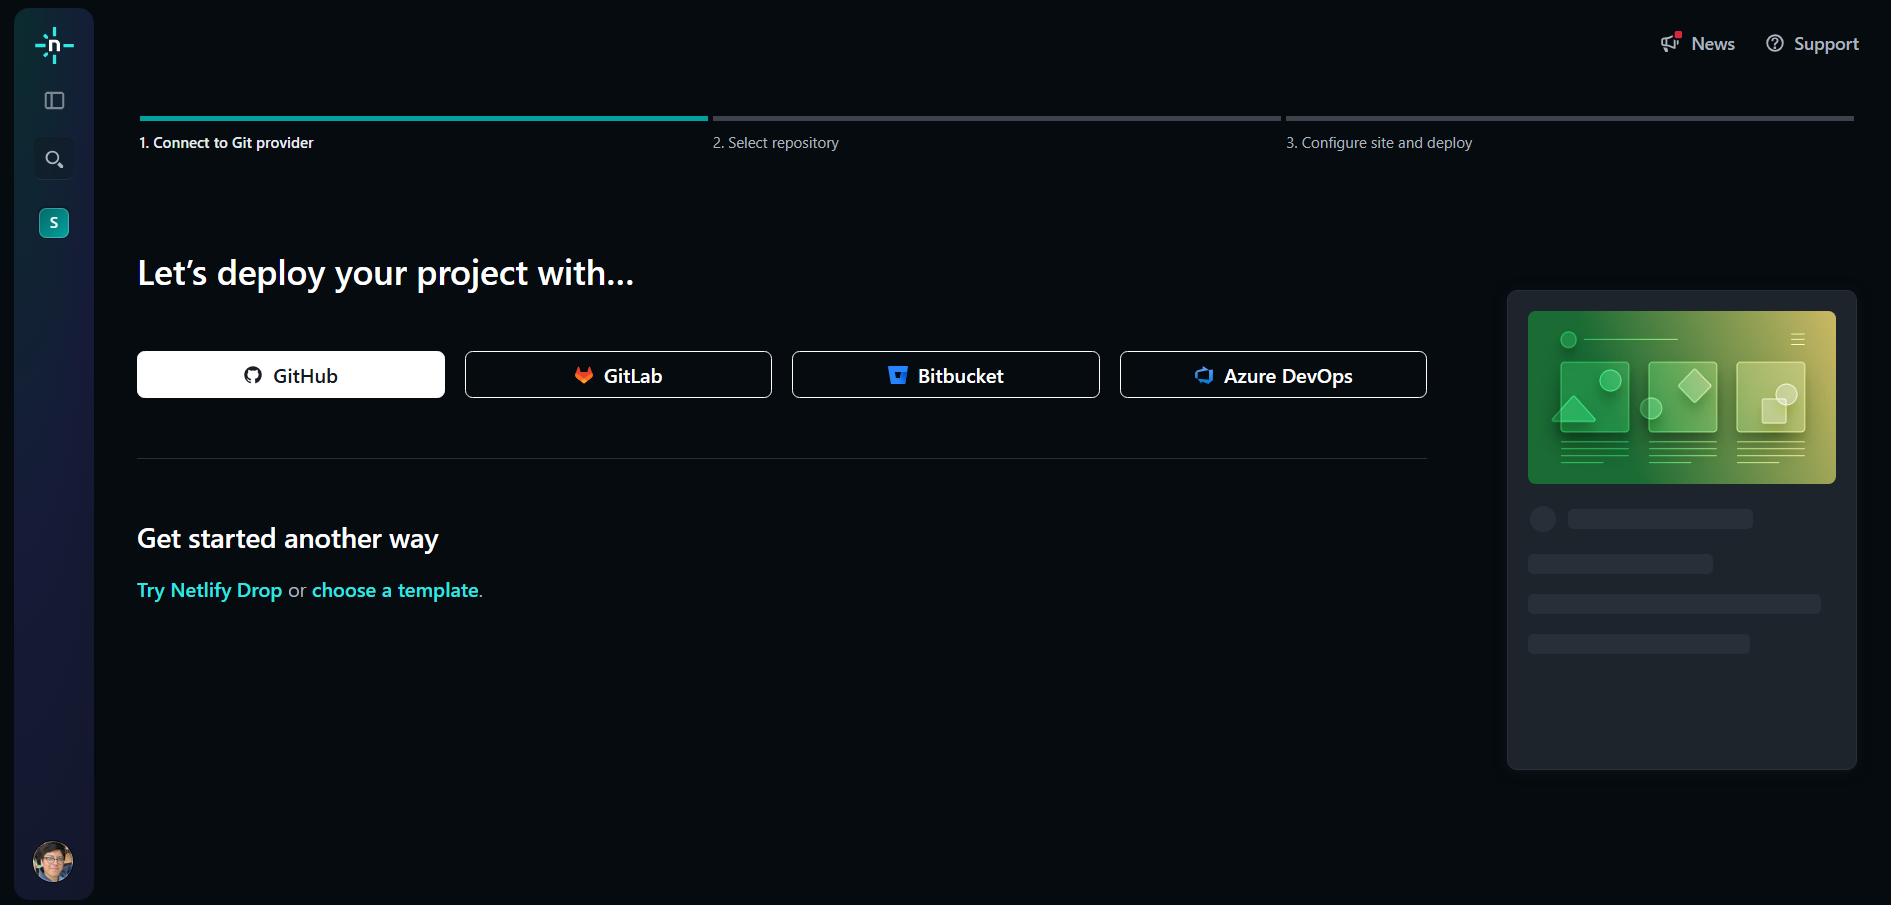 n
News
Support
1. Connect to Git provider
2. Select repository
3. Configure site and deploy
S
Let’s deploy your project with…
GitHub
GitLab
Bitbucket
Azure DevOps
Get started another way
Try Netlify Drop or choose a template.